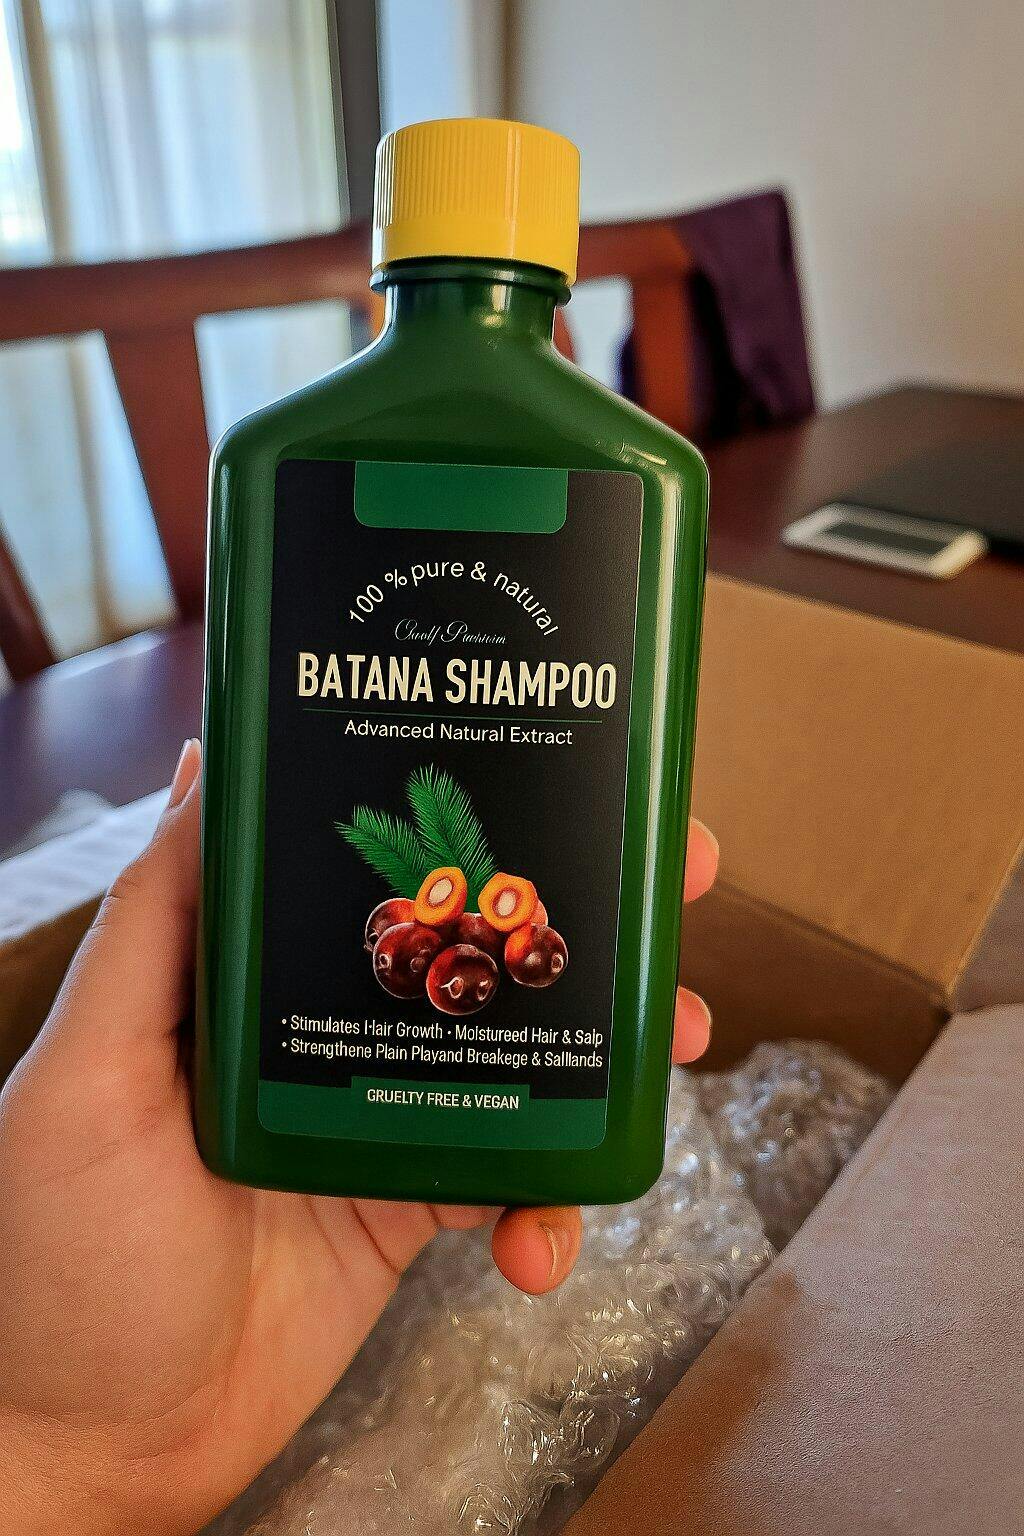 100 % pure & natural
BATANA SHAMPOO
Advanced Natural Extract
• Stimulates Hair Growth · Moistureed Hair & Salp
• Strengthene Plain Playand Breakege & Salllands
GRUELTY FREE & VEGAN